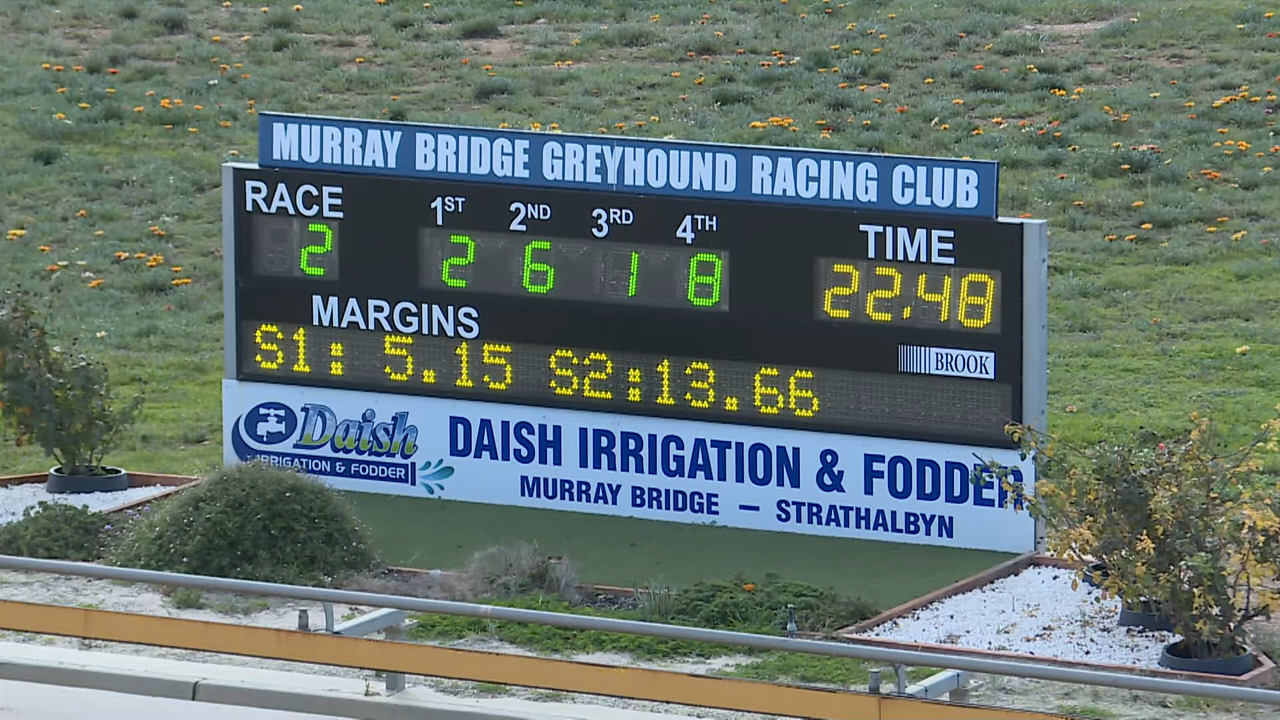 MURRAY BRIDGE GREYHOUND RACING CLUB
RACE 1ST 2ND 3RD 4TH TIME
2 2 6 1 8 22.48
MARGINS
BROOK
S1: 5.15 S2:13.66
Daish
IRRIGATION & FODDER
DAISH IRRIGATION & FODDER
MURRAY BRIDGE – STRATHALBYN